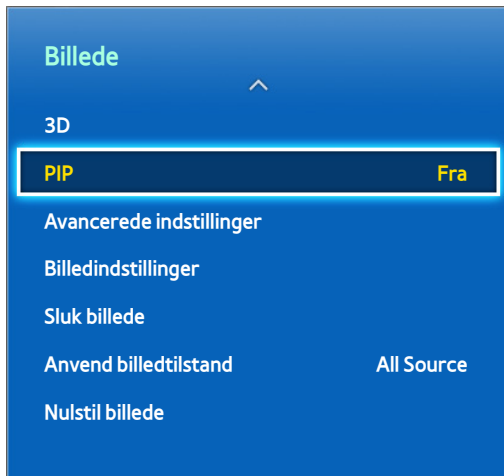 Billede
3D
PIP Fra
Avancerede indstillinger
Billedindstillinger
Sluk billede
Anvend billedtilstand All Source
Nulstil billede